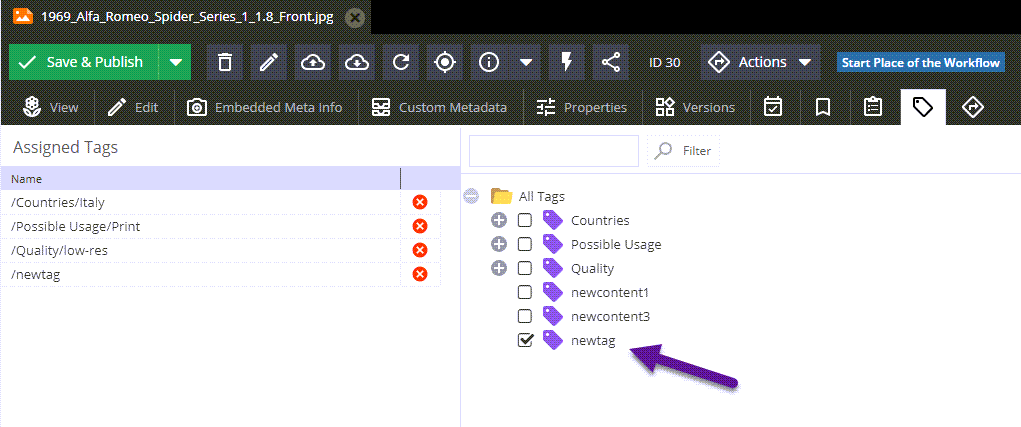 1969_Alfa_Romeo_Spider_Series_1_1.8_Front.jpg
Save & Publish
ID 30
Actions
Start Place of the Workflow
View
Edit
Embedded Meta Info
Custom Metadata
Properties
Versions
Assigned Tags
Filter
Name
/Countries/Italy
/Possible Usage/Print
/Quality/low-res
/newtag
All Tags
Countries
Possible Usage
Quality
newcontent1
newcontent3
newtag